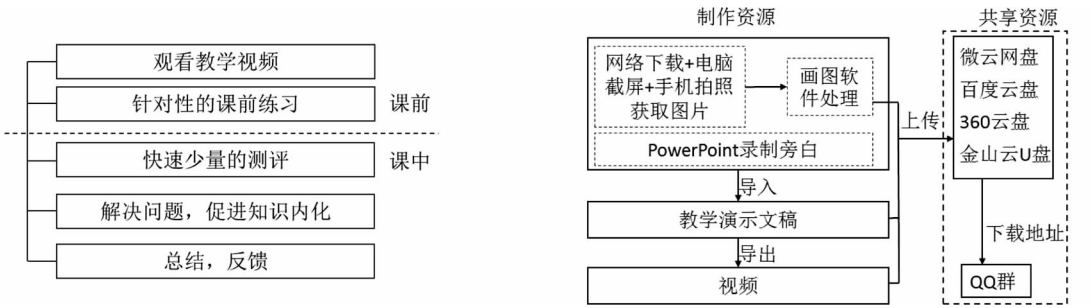 观看教学视频
针对性的课前练习
课前
快速少量的测评
课中
解决问题，促进知识内化
总结，反馈
制作资源
网络下载+电脑
截屏+手机拍照
获取图片
画图软
件处理
PowerPoint录制旁白
导入
教学演示文稿
导出
视频
上传
共享资源
微云网盘
百度云盘
360云盘
金山云U盘
下载地址
QQ群